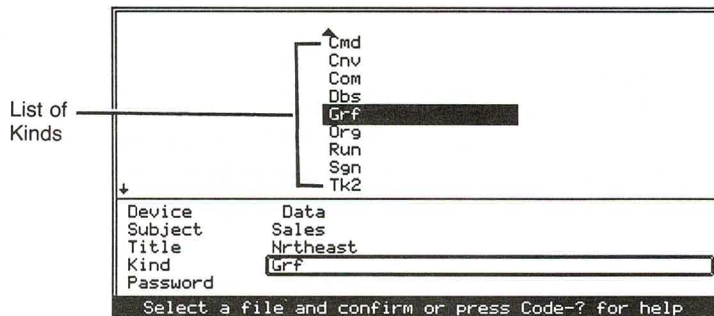 Cmd
Cnv
Com
Dbs
Grf
Org
Run
Sgn
Tk2
List of
Kinds
Device Data
Subject Sales
Title Nrtheast
Kind Grf
Password
Select a file and confirm or press Code-? for help